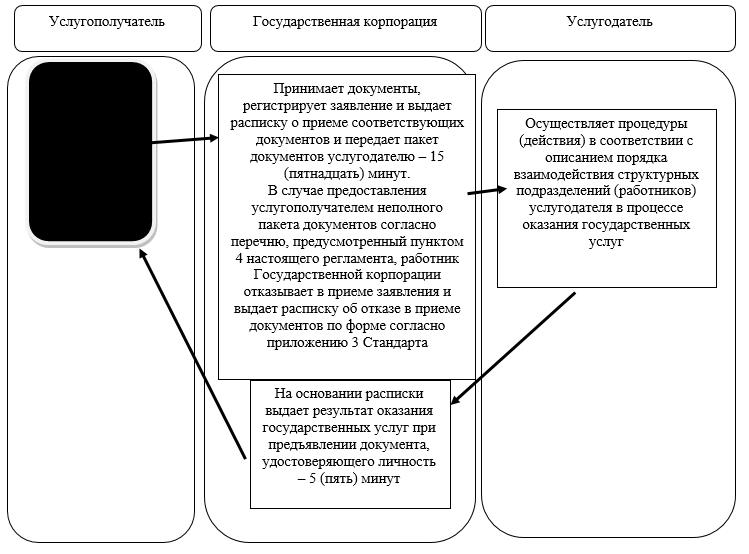 Услугополучатель
Государственная корпорация
Услугодатель
Принимает документы,
регистрирует заявление и выдает
расписку о приеме соответствующих
документов и передает пакет
документов услугодателю – 15
(пятнадцать) минут.
В случае предоставления
услугополучателем неполного
пакета документов согласно
перечню, предусмотренный пунктом
4 настоящего регламента, работник
Государственной корпорации
отказывает в приеме заявления и
выдает расписку об отказе в приеме
документов по форме согласно
приложению 3 Стандарта
Осуществляет процедуры
(действия) в соответствии с
описанием порядка
взаимодействия структурных
подразделений (работников)
услугодателя в процессе
оказания государственных
услуг
На основании расписки
выдает результат оказания
государственных услуг при
предъявлении документа,
удостоверяющего личность
– 5 (пять) минут